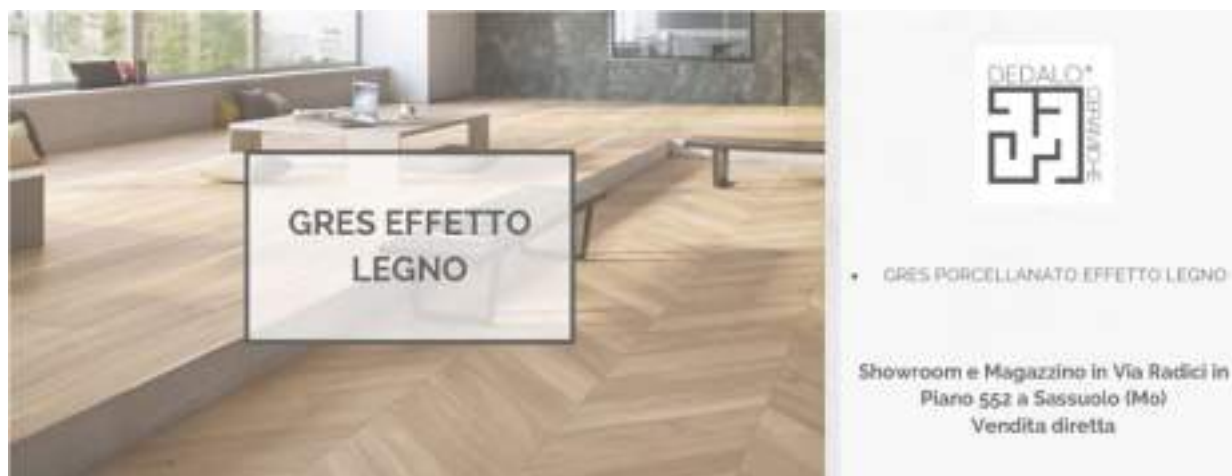 GRES EFFETTO
LEGNO
DEDALO*
CERAMICHE
• GRES PORCELLANATO EFFETTO LEGNO
Showroom e Magazzino in Via Radici in
Piano 552 a Sassuolo (Mo)
Vendita diretta